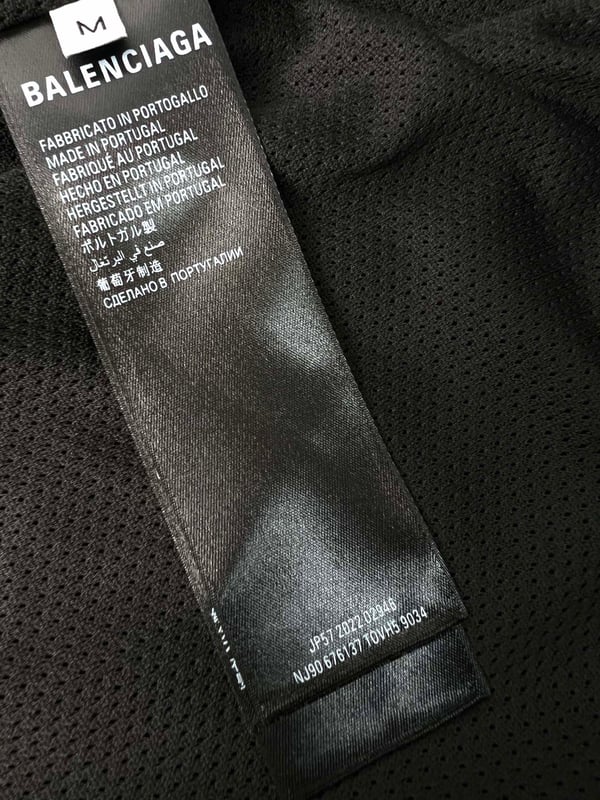 M
BALENCIAGA
FABBRICATO IN PORTOGALLO
MADE IN PORTUGAL
FABRIQUÉ AU PORTUGAL
HECHO EN PORTUGAL
HERGESTELLT IN PORTUGAL
FABRICADO EM PORTUGAL
ポルトガル製
صنع في البرتغال
葡萄牙制造
СДЕЛАНО В ПОРТУГАЛИИ
JP57 2022 02948
NJ90 676137 TOVH5 9034